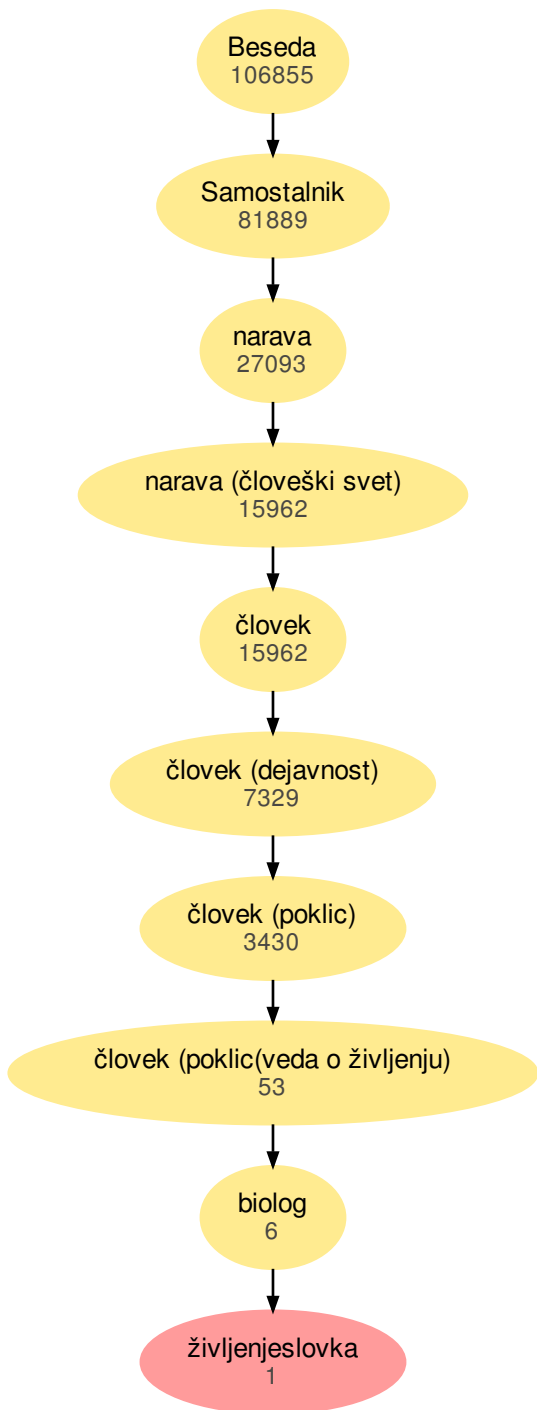 Beseda
106855
Samostalnik
81889
narava
27093
narava (človeški svet)
15962
človek
15962
človek (dejavnost)
7329
človek (poklic)
3430
človek (poklic(veda o življenju)
53
biolog
6
življenjeslovka
1